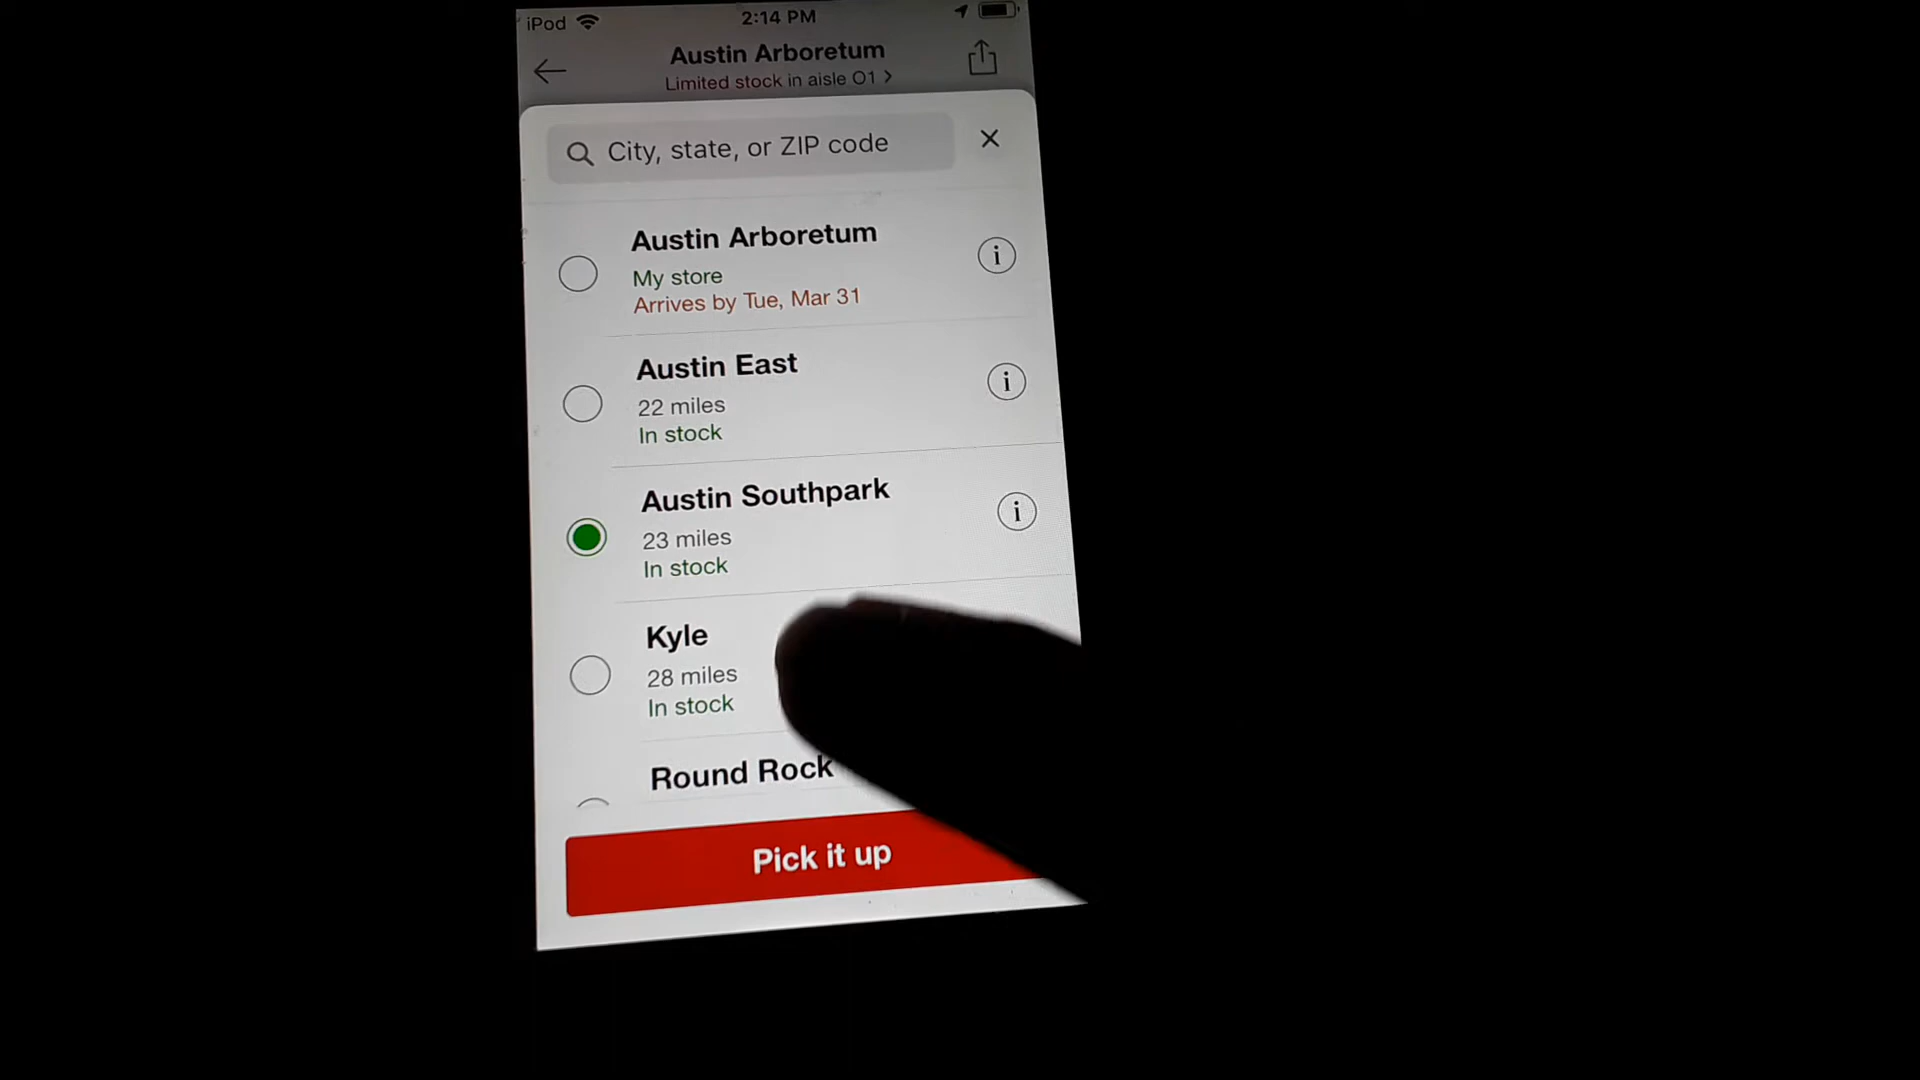 iPod
2:14 PM
Austin Arboretum
Limited stock in aisle O1 >
City, state, or ZIP code
Austin Arboretum
My store
Arrives by Tue, Mar 31
Austin East
22 miles
In stock
Austin Southpark
23 miles
In stock
Kyle
28 miles
In stock
Round Rock
Pick it up